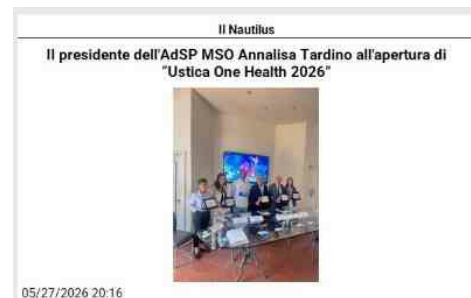 Il Nautilus
Il presidente dell'AdSP MSO Annalisa Tardino all'apertura di
"Ustica One Health 2026"
05/27/2026 20:16